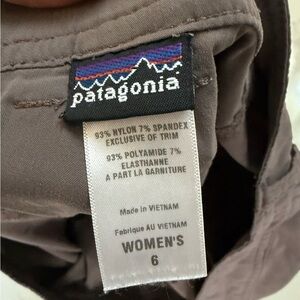 patagonia
93% NYLON 7% SPANDEX
EXCLUSIVE OF TRIM
93% POLYAMIDE 7%
ELASTHANNE
A PART LA GARNITURE
Made in VIETNAM
Fabrique AU VIETNAM
WOMEN'S
6